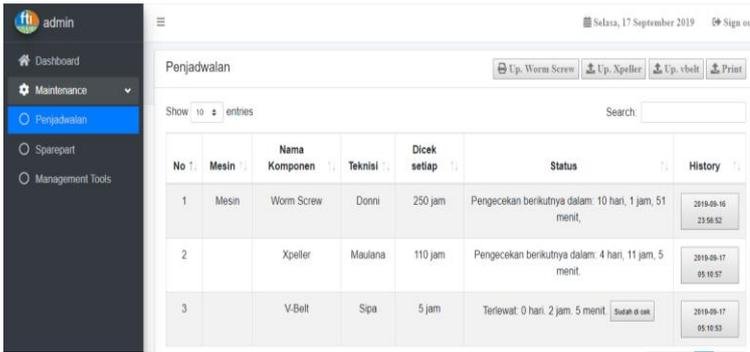 fti admin
Selasa, 17 September 2019
Sign ou
Dashboard
Maintenance
Penjadwalan
Sparepart
Management Tools
Penjadwalan
Up. Worm Screw
Up. Xpeller
Up. vbelt
Print
Show 10 entries
Search:
No Mesin Nama Komponen Teknisi Dicek setiap Status History
1 Mesin Worm Screw Donni 250 jam Pengecekan berikutnya dalam: 10 hari, 1 jam, 51 menit, 2019-09-16 23:56:52
2 Xpeller Maulana 110 jam Pengecekan berikutnya dalam: 4 hari, 11 jam, 5 menit. 2019-09-17 05:10:57
3 V-Belt Sipa 5 jam Terlewat: 0 hari. 2 jam. 5 menit. Sudah di cek 2019-09-17 05:10:53